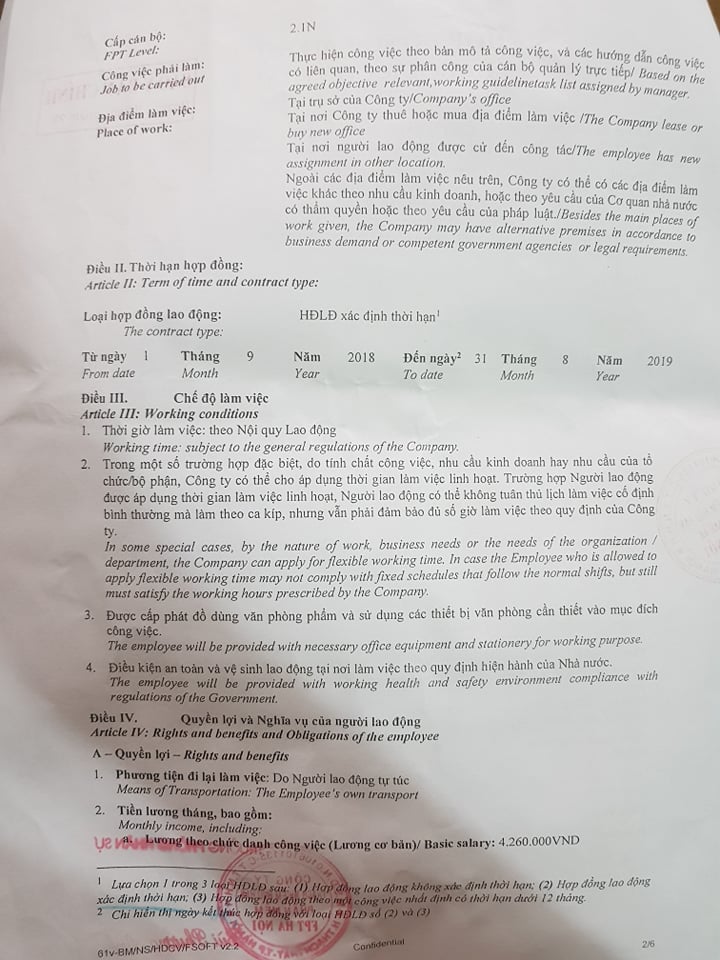 Cấp cán bộ:
FPT Level:
2.1N
Công việc phải làm:
Job to be carried out
Thực hiện công việc theo bản mô tả công việc, và các hướng dẫn công việc
có liên quan, theo sự phân công của cán bộ quản lý trực tiếp/ Based on the
agreed objective relevant,working guidelinetask list assigned by manager.
Địa điểm làm việc:
Place of work:
Tại trụ sở của Công ty/Company's office
Tại nơi Công ty thuê hoặc mua địa điểm làm việc /The Company lease or
buy new office
Tại nơi người lao động được cử đến công tác/The employee has new
assignment in other location.
Ngoài các địa điểm làm việc nêu trên, Công ty có thể có các địa điểm làm
việc khác theo nhu cầu kinh doanh, hoặc theo yêu cầu của Cơ quan nhà nước
có thẩm quyền hoặc theo yêu cầu của pháp luật./Besides the main places of
work given, the Company may have alternative premises in accordance to
business demand or competent government agencies or legal requirements.
Điều II. Thời hạn hợp đồng:
Article II: Term of time and contract type:
Loại hợp đồng lao động: HĐLĐ xác định thời hạn¹
The contract type:
Từ ngày 1 Tháng 9 Năm 2018 Đến ngày² 31 Tháng 8 Năm 2019
From date Month Year To date Month Year
Điều III. Chế độ làm việc
Article III: Working conditions
1. Thời giờ làm việc: theo Nội quy Lao động
Working time: subject to the general regulations of the Company.
2. Trong một số trường hợp đặc biệt, do tính chất công việc, nhu cầu kinh doanh hay nhu cầu của tổ
chức/bộ phận, Công ty có thể cho áp dụng thời gian làm việc linh hoạt. Trường hợp Người lao động
được áp dụng thời gian làm việc linh hoạt, Người lao động có thể không tuân thủ lịch làm việc cố định
bình thường mà làm theo ca kíp, nhưng vẫn phải đảm bảo đủ số giờ làm việc theo quy định của Công
ty.
In some special cases, by the nature of work, business needs or the needs of the organization /
department, the Company can apply for flexible working time. In case the Employee who is allowed to
apply flexible working time may not comply with fixed schedules that follow the normal shifts, but still
must satisfy the working hours prescribed by the Company.
3. Được cấp phát đồ dùng văn phòng phẩm và sử dụng các thiết bị văn phòng cần thiết vào mục đích
công việc.
The employee will be provided with necessary office equipment and stationery for working purpose.
4. Điều kiện an toàn và vệ sinh lao động tại nơi làm việc theo quy định hiện hành của Nhà nước.
The employee will be provided with working health and safety environment compliance with
regulations of the Government.
Điều IV. Quyền lợi và Nghĩa vụ của người lao động
Article IV: Rights and benefits and Obligations of the employee
A – Quyền lợi – Rights and benefits
1. Phương tiện đi lại làm việc: Do Người lao động tự túc
Means of Transportation: The Employee's own transport
2. Tiền lương tháng, bao gồm:
Monthly income, including:
a. Lương theo chức danh công việc (Lương cơ bản)/ Basic salary: 4.260.000VND
¹ Lựa chọn 1 trong 3 loại HĐLĐ sau: (1) Hợp đồng lao động không xác định thời hạn; (2) Hợp đồng lao động
xác định thời hạn; (3) Hợp đồng lao động theo một công việc nhất định có thời hạn dưới 12 tháng.
² Chỉ hiển thị ngày kết thúc hợp đồng với loại HĐLĐ số (2) và (3)
FPT HÀ NỘI
61v-BM/NS/HDCV/FSOFT v2.2 Confidential 2/6